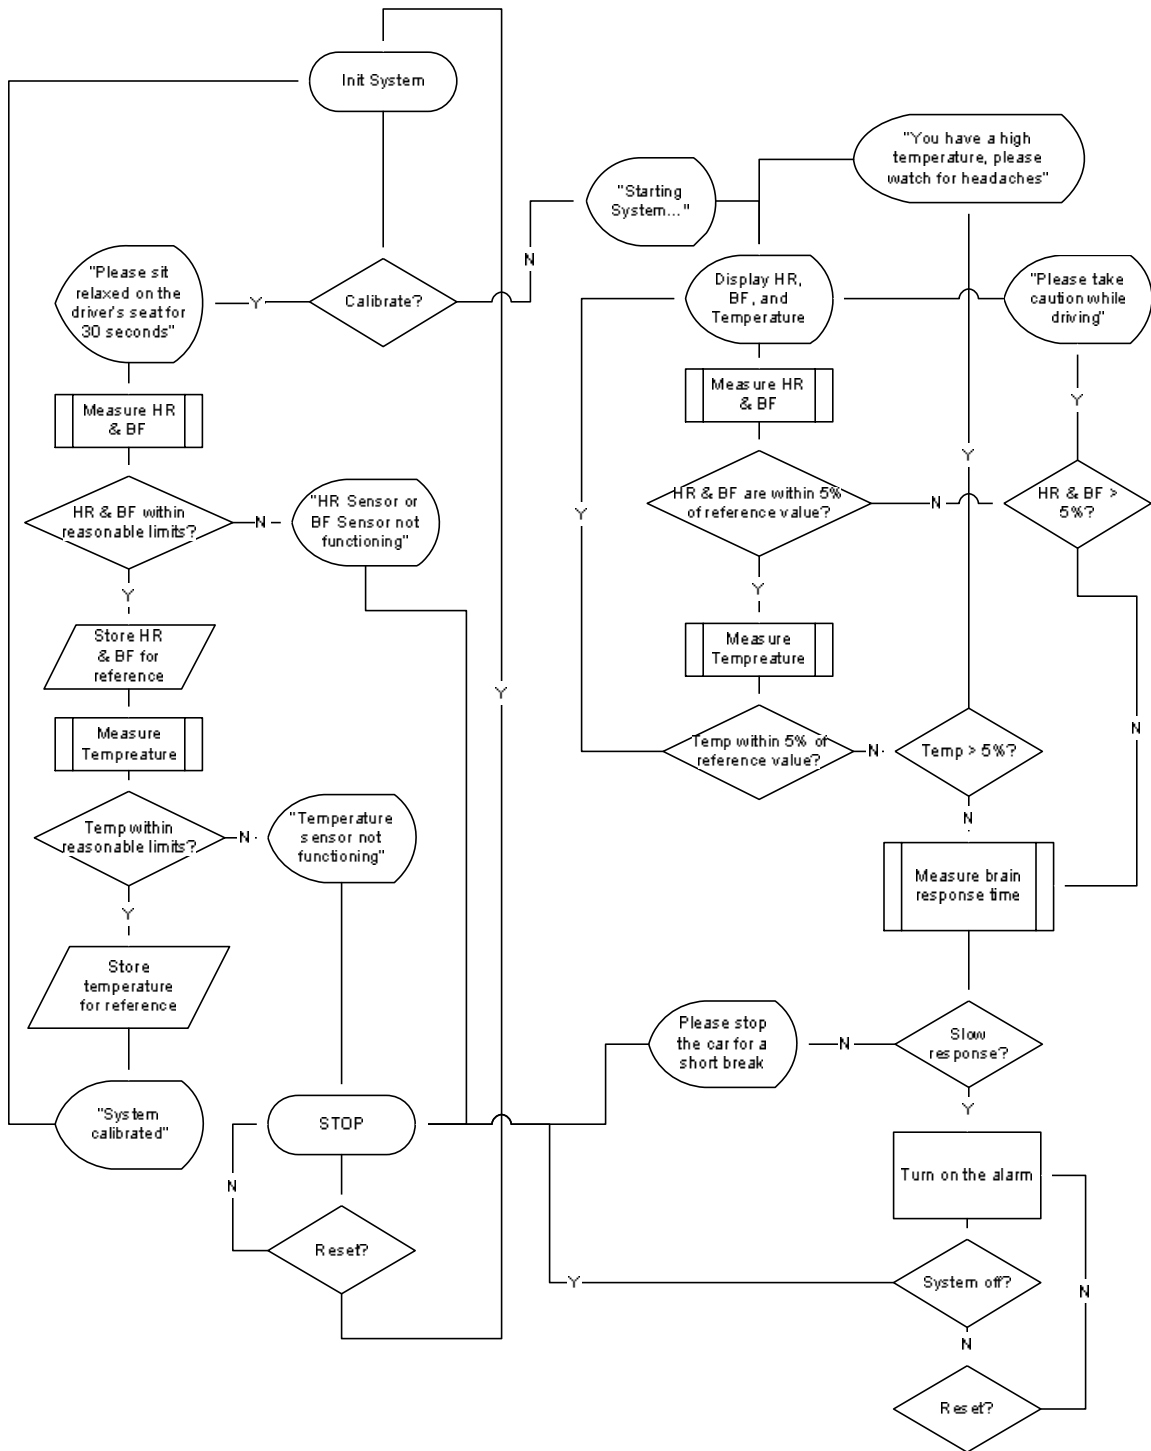 Init System
"You have a high
temperature, please
watch for headaches"
"Starting
System..."
N
"Please sit
relaxed on the
driver's seat for
30 seconds"
Y
Calibrate?
Display HR,
BF, and
Temperature
"Please take
caution while
driving"
Measure HR
& BF
Measure HR
& BF
Y
Y
HR & BF within
reasonable limits?
N
"HR Sensor or
BF Sensor not
functioning"
Y
HR & BF are within 5%
of reference value?
N
HR & BF >
5%?
Y
Y
Store HR
& BF for
reference
Measure
Tempreature
Y
N
Measure
Tempreature
Temp within 5% of
reference value?
N
Temp > 5%?
N
Temp within
reasonable limits?
N
"Temperature
sensor not
functioning"
Measure brain
response time
Y
Store
temperature
for reference
Please stop
the car for a
short break
N
Slow
response?
Y
"System
calibrated"
STOP
N
Turn on the alarm
Reset?
Y
System off?
N
N
Reset?